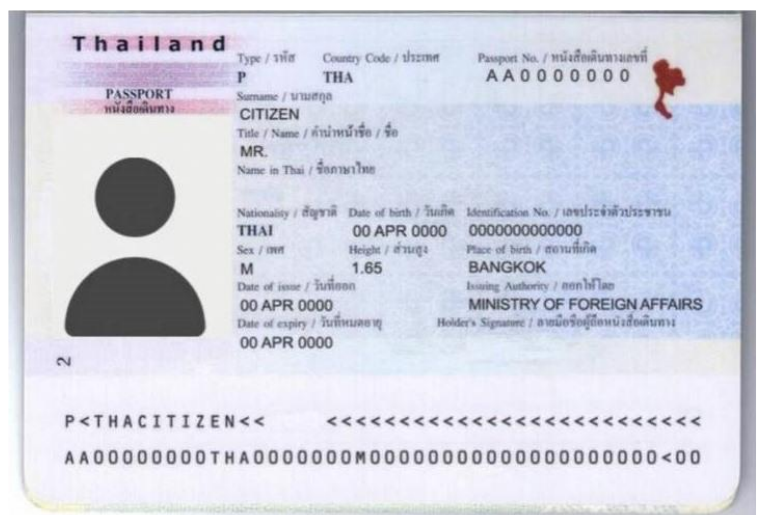 Thailand
PASSPORT
หนังสือเดินทาง
Type / รหัส Country Code / ประเทศ Passport No. / หนังสือเดินทางเลขที่
P THA AA0000000
Surname / นามสกุล
CITIZEN
Title / Name / คำนำหน้าชื่อ / ชื่อ
MR.
Name in Thai / ชื่อภาษาไทย
Nationality / สัญชาติ Date of birth / วันเกิด Identification No. / เลขประจำตัวประชาชน
THAI 00 APR 0000 0000000000000
Sex / เพศ Height / ส่วนสูง Place of birth / สถานที่เกิด
M 1.65 BANGKOK
Date of issue / วันที่ออก Issuing Authority / ออกให้โดย
00 APR 0000 MINISTRY OF FOREIGN AFFAIRS
Date of expiry / วันที่หมดอายุ Holder's Signature / ลายมือชื่อผู้ถือหนังสือเดินทาง
00 APR 0000
2
P<THACITIZEN<< <<<<<<<<<<<<<<<<<<<<<<<<<<
AA00000000THA0000000M0000000000000000000000<00